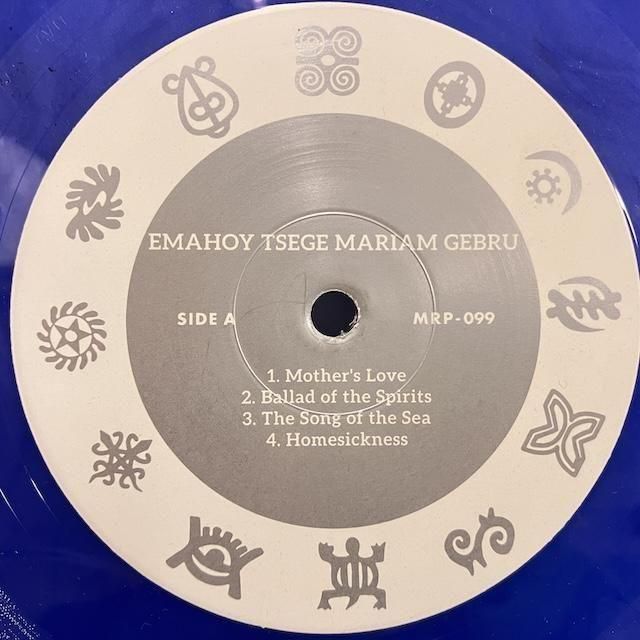 EMAHOY TSEGE MARIAM GEBRU
SIDE A
MRP-099
1. Mother's Love
2. Ballad of the Spirits
3. The Song of the Sea
4. Homesickness